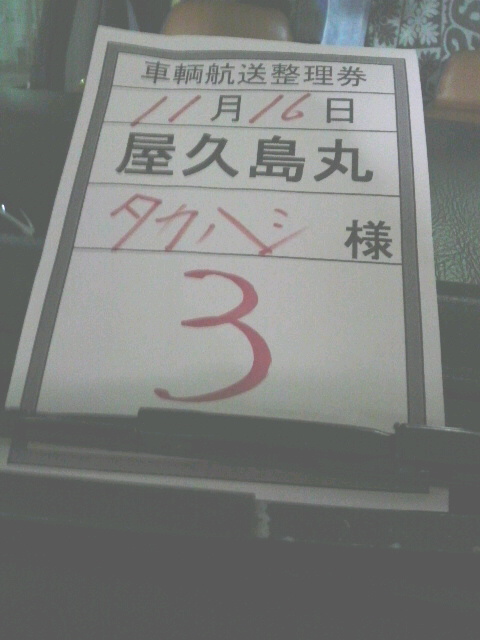 車輌航送整理券
11月16日
屋久島丸
タカハシ 様
3